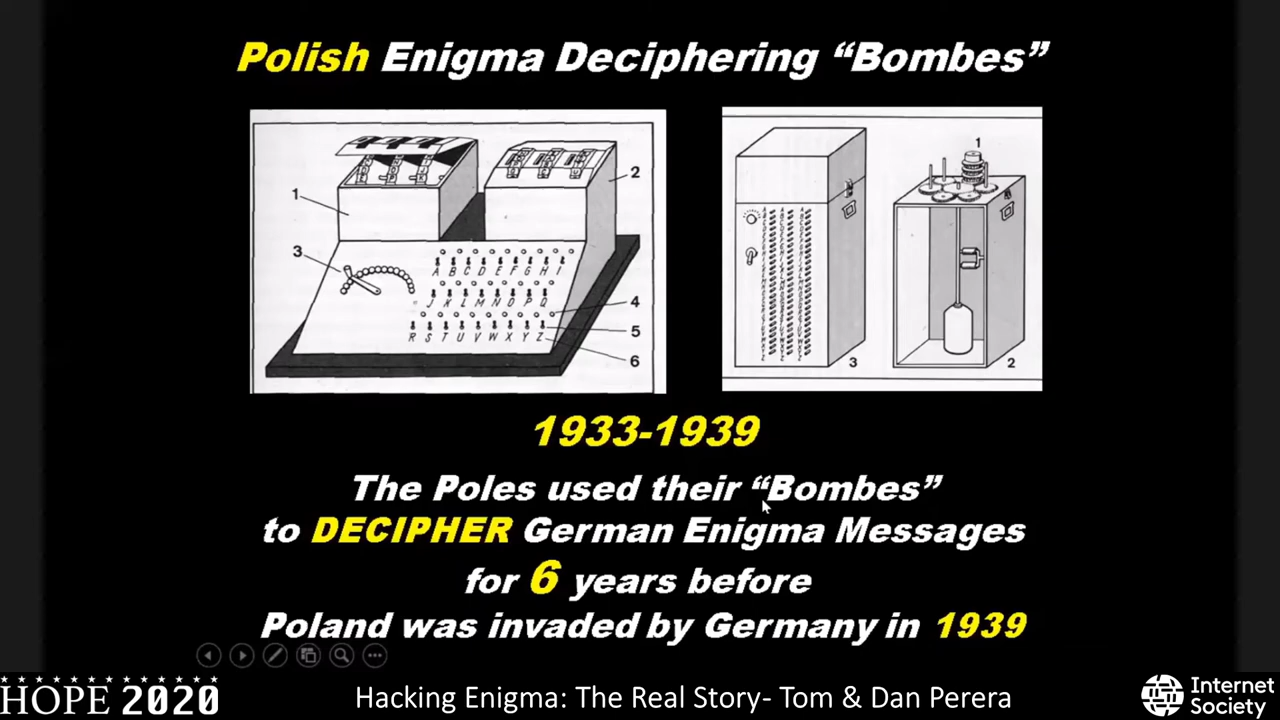 Polish Enigma Deciphering “Bombes”
1
2
3
A B C D E F G H I
J K L M N O P Q
4
5
R S T U V W X Y Z
6
1
3
2
1933-1939
The Poles used their “Bombes”
to DECIPHER German Enigma Messages
for 6 years before
Poland was invaded by Germany in 1939
HOPE 2020
Hacking Enigma: The Real Story- Tom & Dan Perera
Internet
Society